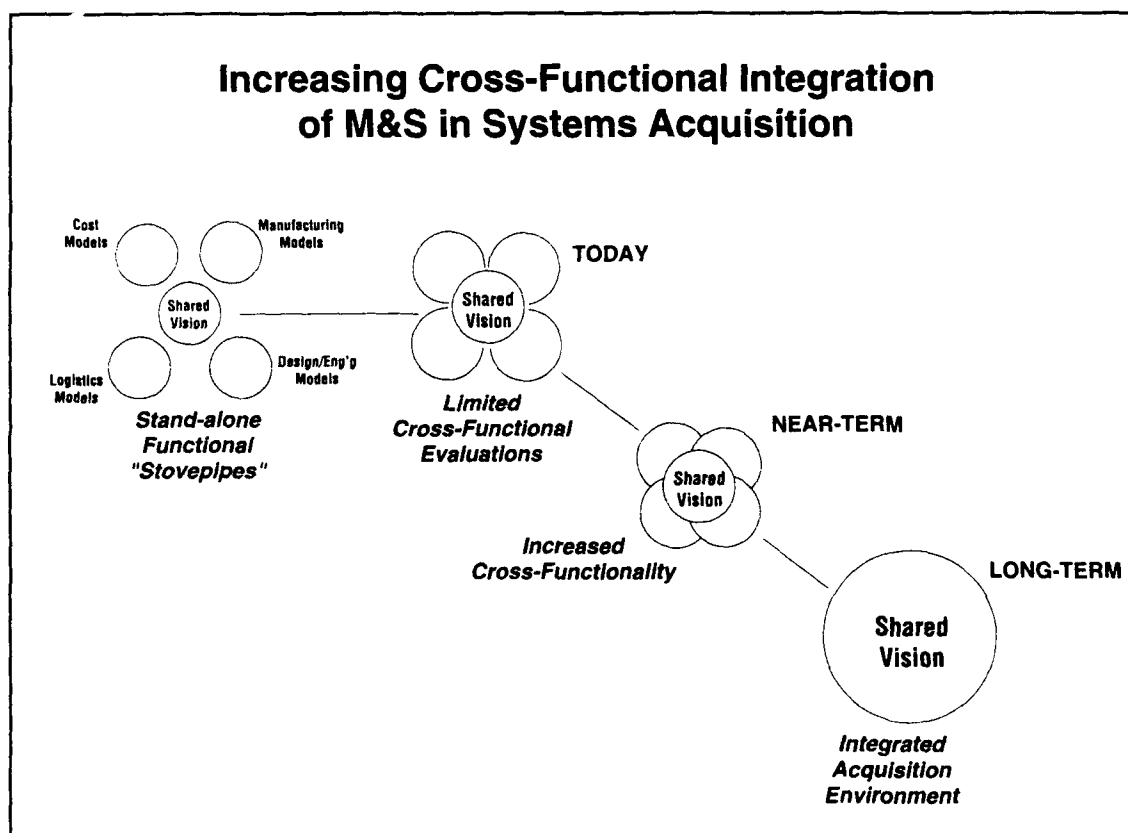 Increasing Cross-Functional Integration
of M&S in Systems Acquisition
Cost
Models
Manufacturing
Models
Shared
Vision
Logistics
Models
Design/Eng'g
Models
Stand-alone
Functional
"Stovepipes"
TODAY
Shared
Vision
Limited
Cross-Functional
Evaluations
NEAR-TERM
Shared
Vision
Increased
Cross-Functionality
LONG-TERM
Shared
Vision
Integrated
Acquisition
Environment